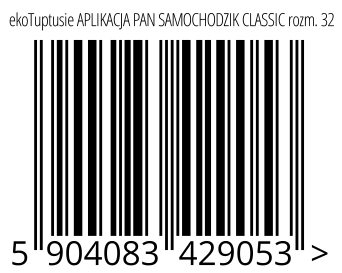 ekoTuptusie APLIKACJA PAN SAMOCHODZIK CLASSIC rozm. 32
5 904083 429053 >